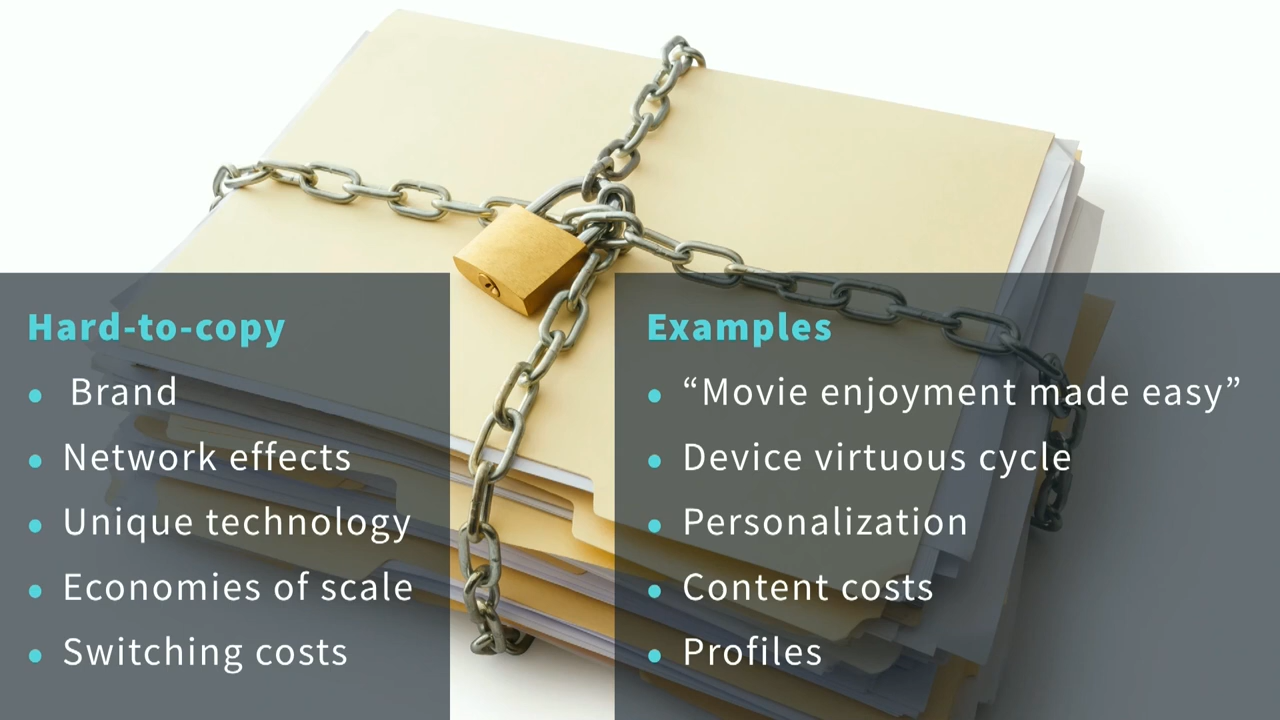 Hard-to-copy
Brand
Network effects
Unique technology
Economies of scale
Switching costs
Examples
“Movie enjoyment made easy”
Device virtuous cycle
Personalization
Content costs
Profiles